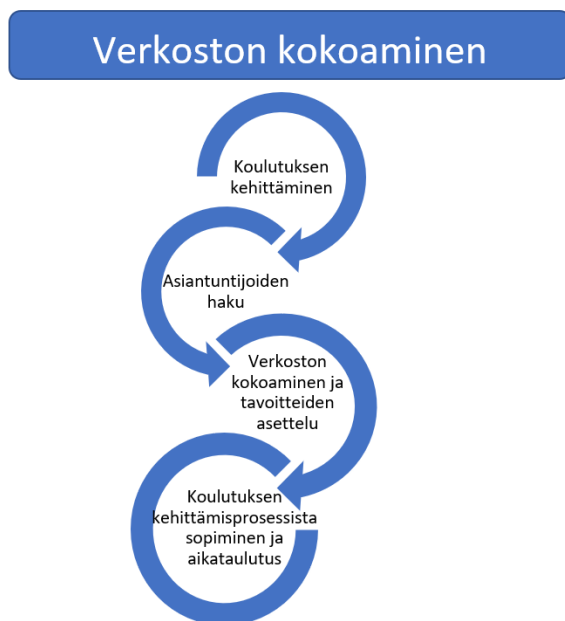 Verkoston kokoaminen
Koulutuksen
kehittäminen
Asiantuntijoiden
haku
Verkoston
kokoaminen ja
tavoitteiden
asettelu
Koulutuksen
kehittämisprosessista
sopiminen ja
aikataulutus